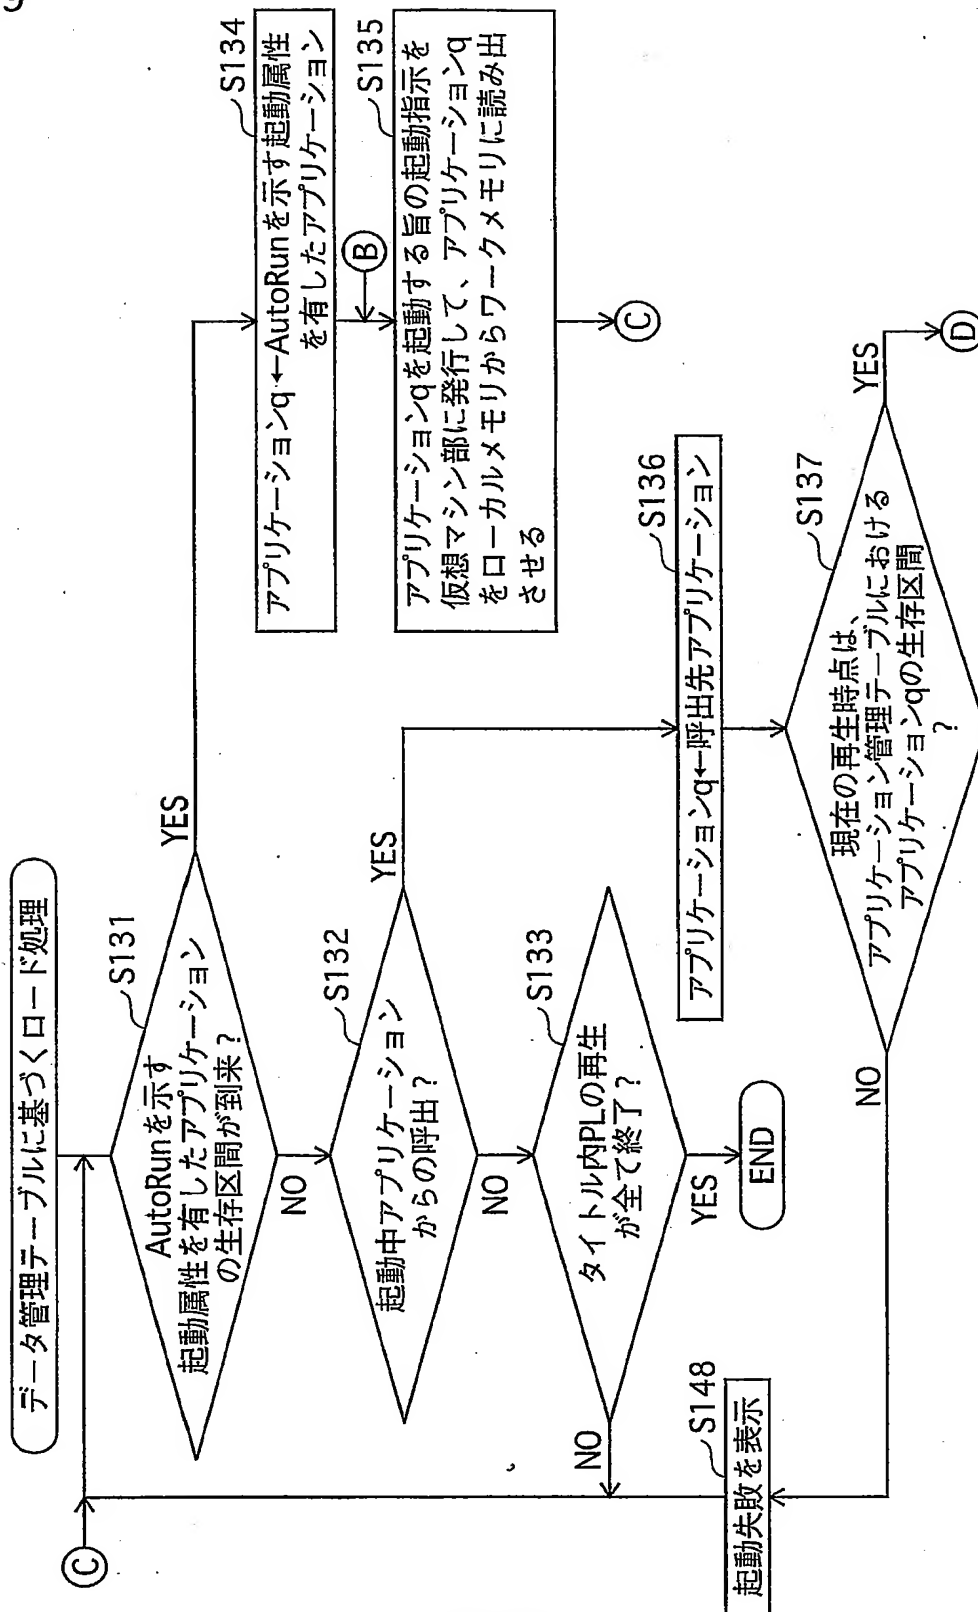 データ管理テーブルに基づくロード処理
C
S131
AutoRunを示す
起動属性を有したアプリケーション
の生存区間が到来？
YES
NO
S132
起動中アプリケーション
からの呼出？
YES
NO
S133
タイトル内PLの再生
が全て終了？
NO
YES
END
S134
アプリケーションq←AutoRunを示す起動属性
を有したアプリケーション
B
S135
アプリケーションqを起動する旨の起動指示を
仮想マシン部に発行して、アプリケーションq
をローカルメモリからワークメモリに読み出
させる
C
S136
アプリケーションq←呼出先アプリケーション
S137
現在の再生時点は、
アプリケーション管理テーブルにおける
アプリケーションqの生存区間
？
YES
D
NO
S148
起動失敗を表示